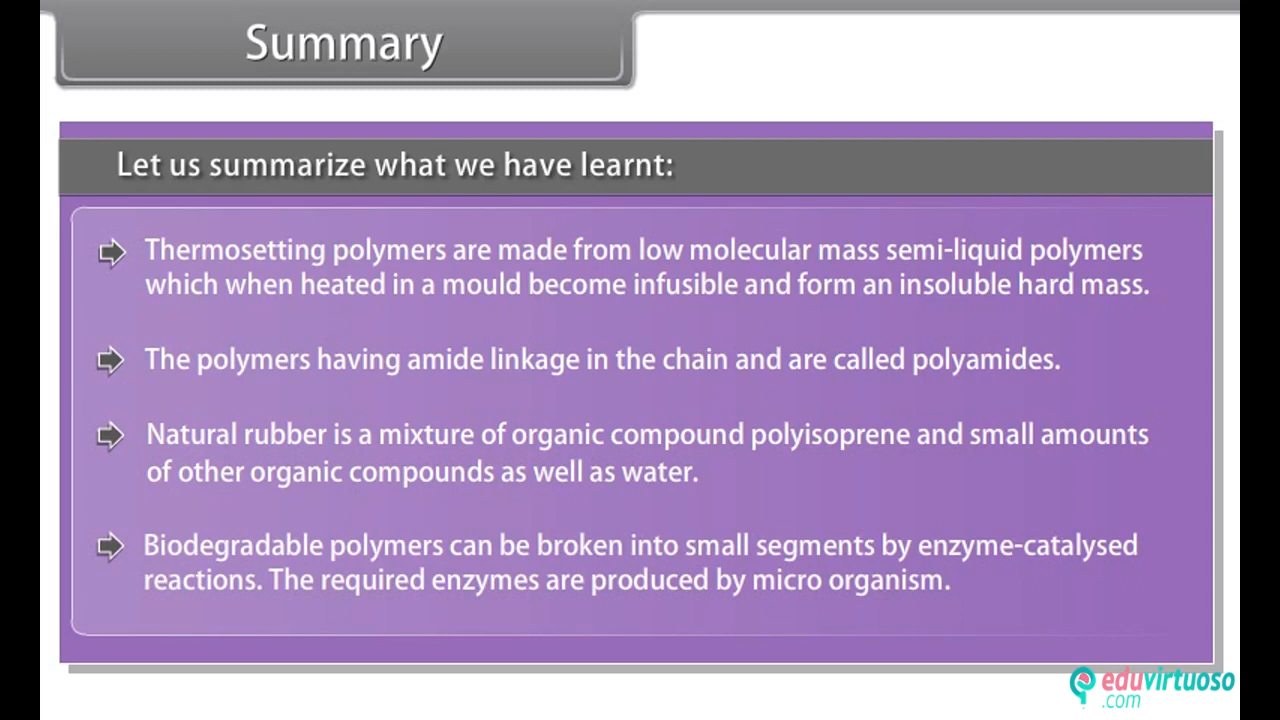 Summary
Let us summarize what we have learnt:
Thermosetting polymers are made from low molecular mass semi-liquid polymers
which when heated in a mould become infusible and form an insoluble hard mass.
The polymers having amide linkage in the chain and are called polyamides.
Natural rubber is a mixture of organic compound polyisoprene and small amounts
of other organic compounds as well as water.
Biodegradable polymers can be broken into small segments by enzyme-catalysed
reactions. The required enzymes are produced by micro organism.
eduvirtuoso
.com